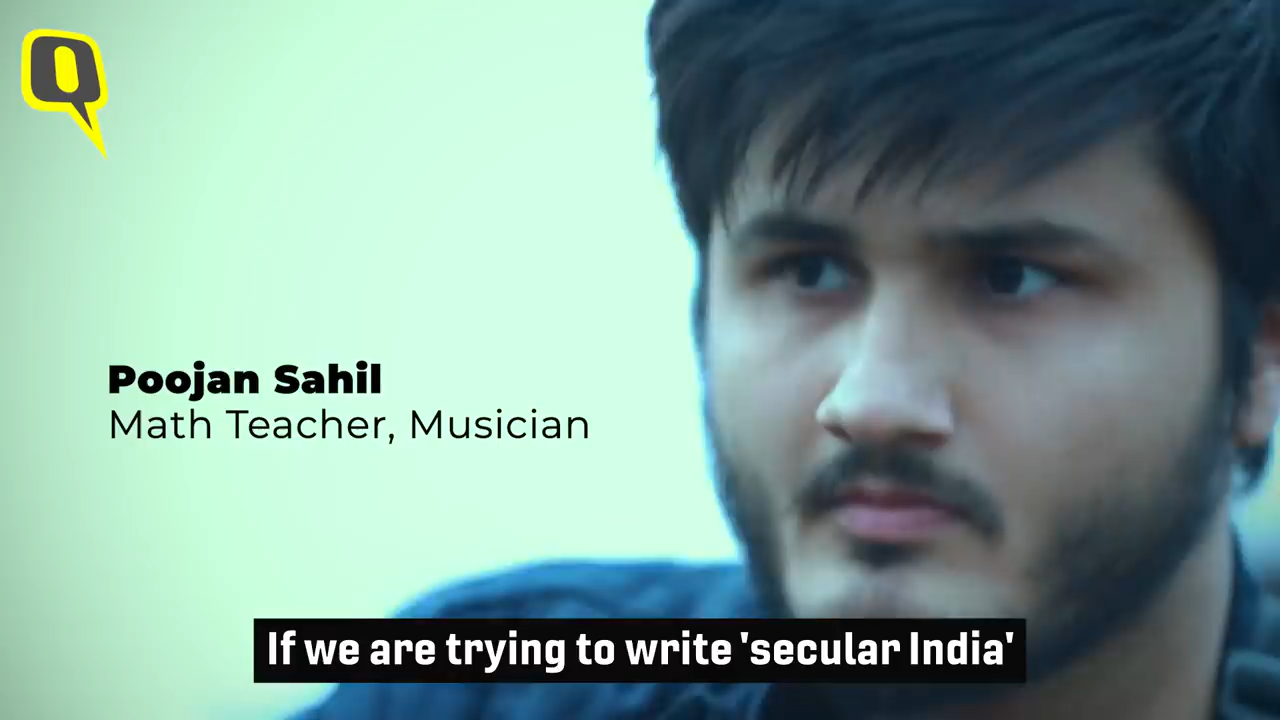 Q
Poojan Sahil
Math Teacher, Musician
If we are trying to write 'secular India'